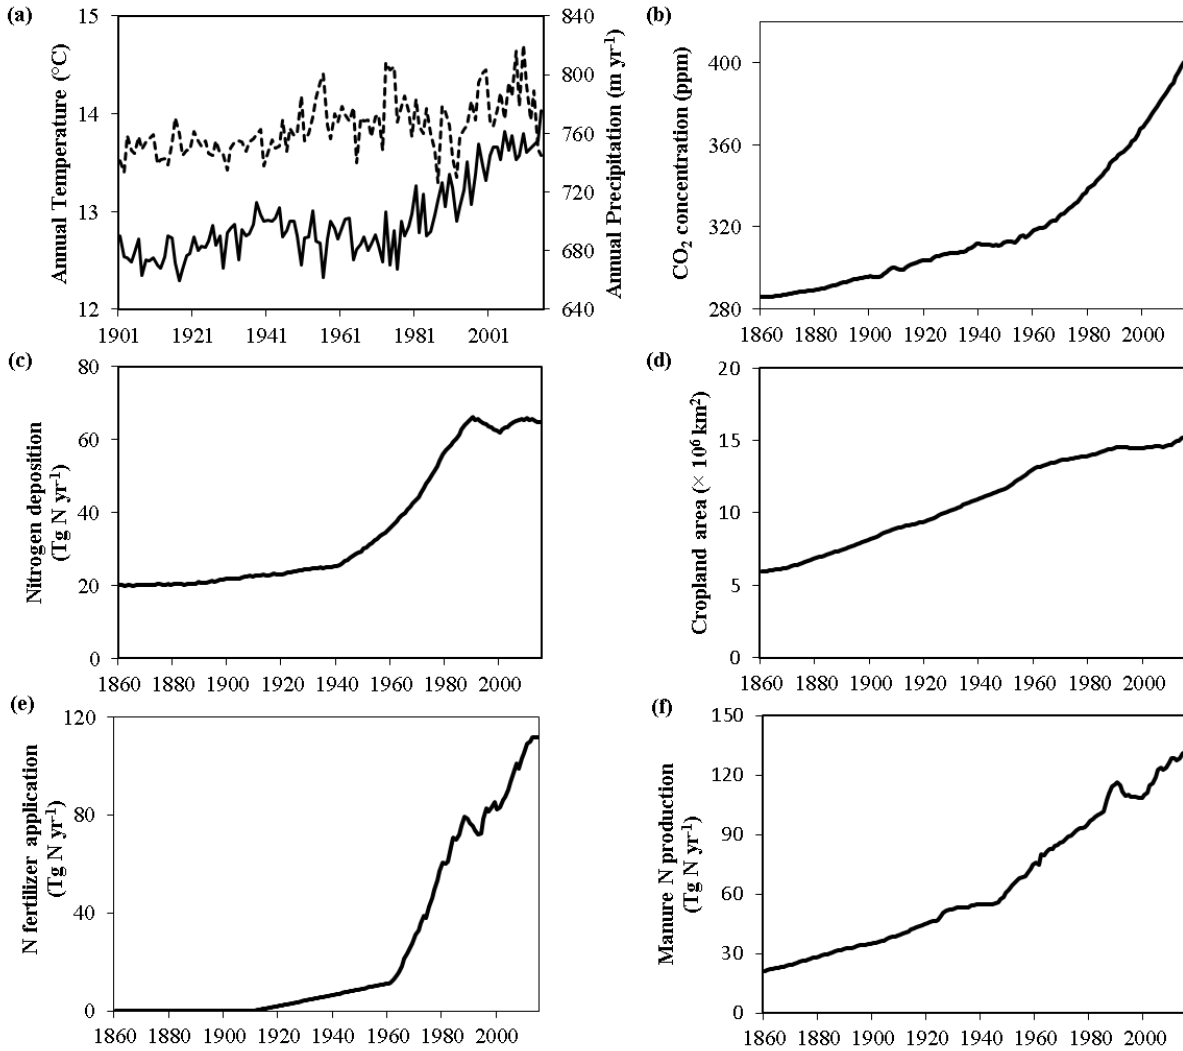 (a)
Annual Temperature (°C)
15
14
13
12
840
800
760
720
680
640
Annual Precipitation (m yr-1)
1901 1921 1941 1961 1981 2001
(b)
CO2 concentration (ppm)
400
360
320
280
1860 1880 1900 1920 1940 1960 1980 2000
(c)
Nitrogen deposition
(Tg N yr-1)
80
60
40
20
0
1860 1880 1900 1920 1940 1960 1980 2000
(d)
Cropland area (× 10⁶ km²)
20
15
10
5
0
1860 1880 1900 1920 1940 1960 1980 2000
(e)
N fertilizer application
(Tg N yr-1)
120
80
40
0
1860 1880 1900 1920 1940 1960 1980 2000
(f)
Manure N production
(Tg N yr-1)
150
120
90
60
30
0
1860 1880 1900 1920 1940 1960 1980 2000